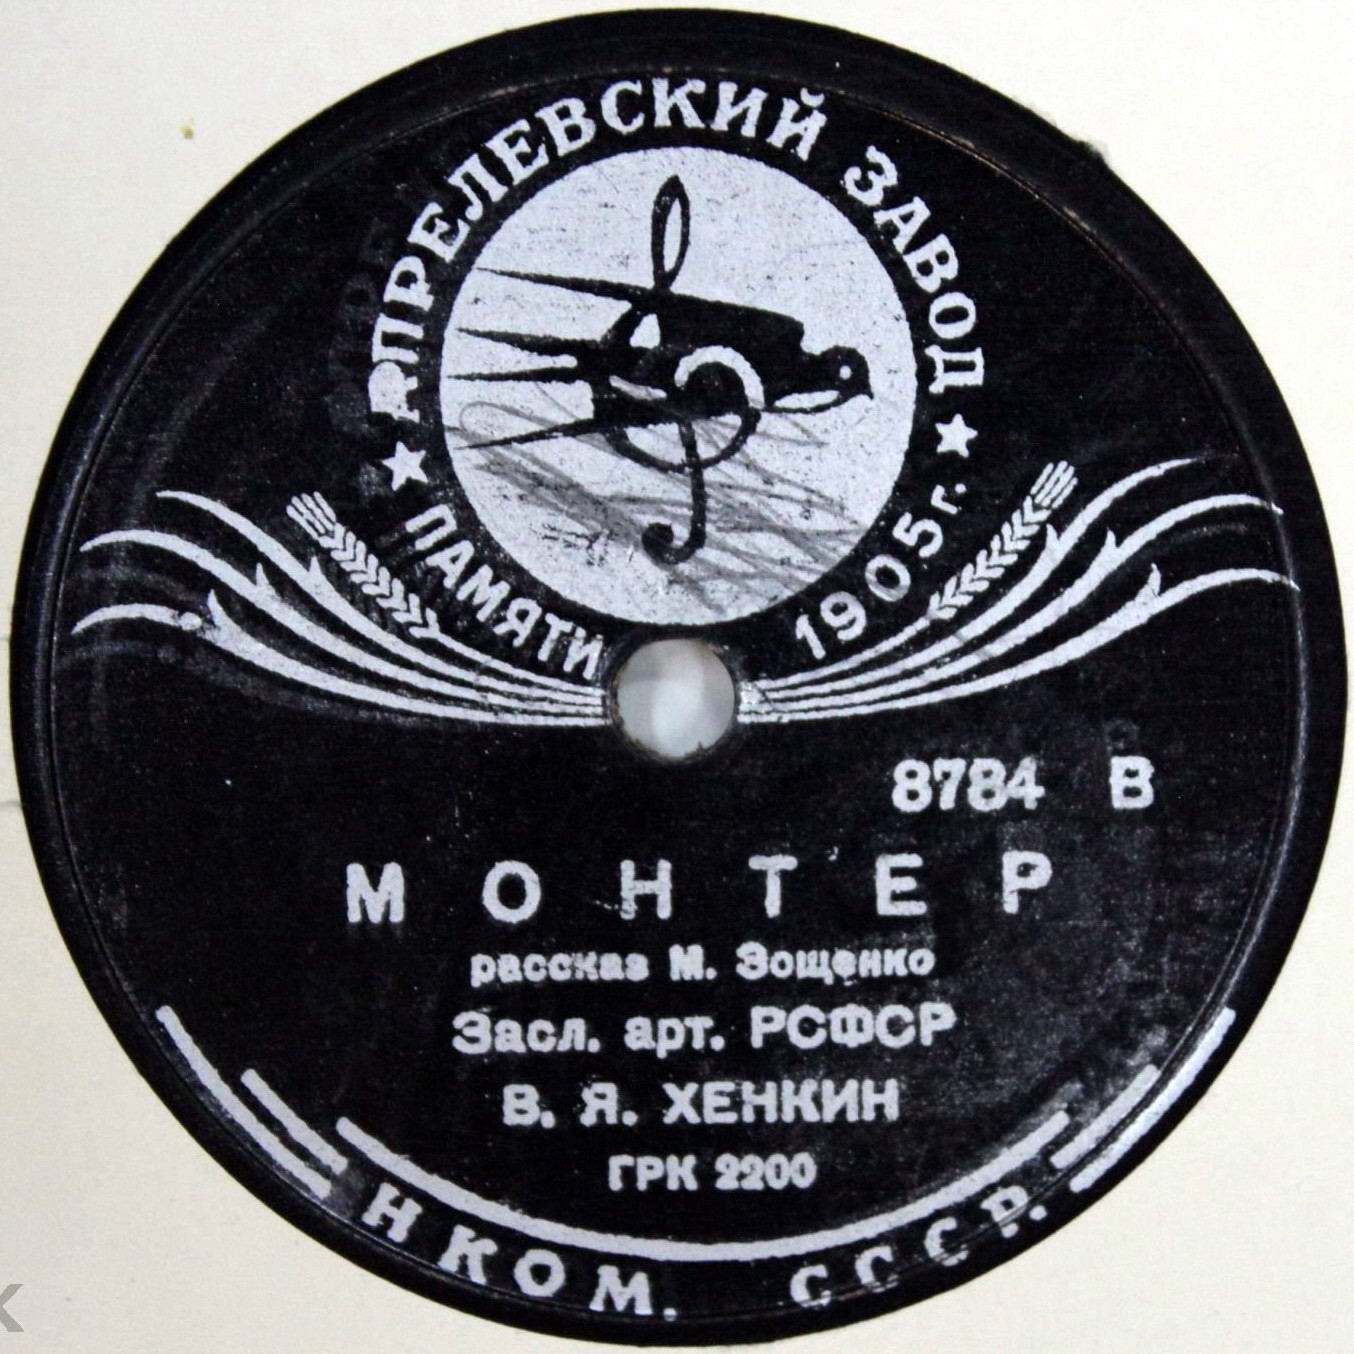 АПРЕЛЕВСКИЙ ЗАВОД
ПАМЯТИ 1905 г.
8784 В
МОНТЕР
рассказ М. Зощенко
Засл. арт. РСФСР
В. Я. ХЕНКИН
ГРК 2200
НКОМ. СССР.